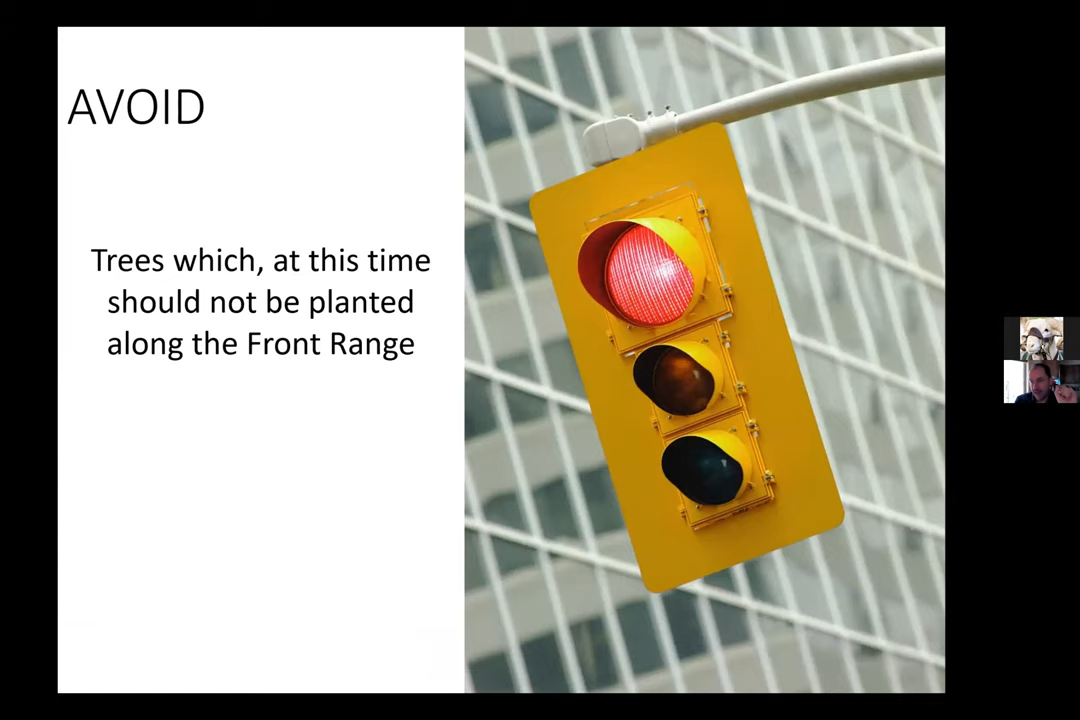 AVOID
Trees which, at this time
should not be planted
along the Front Range